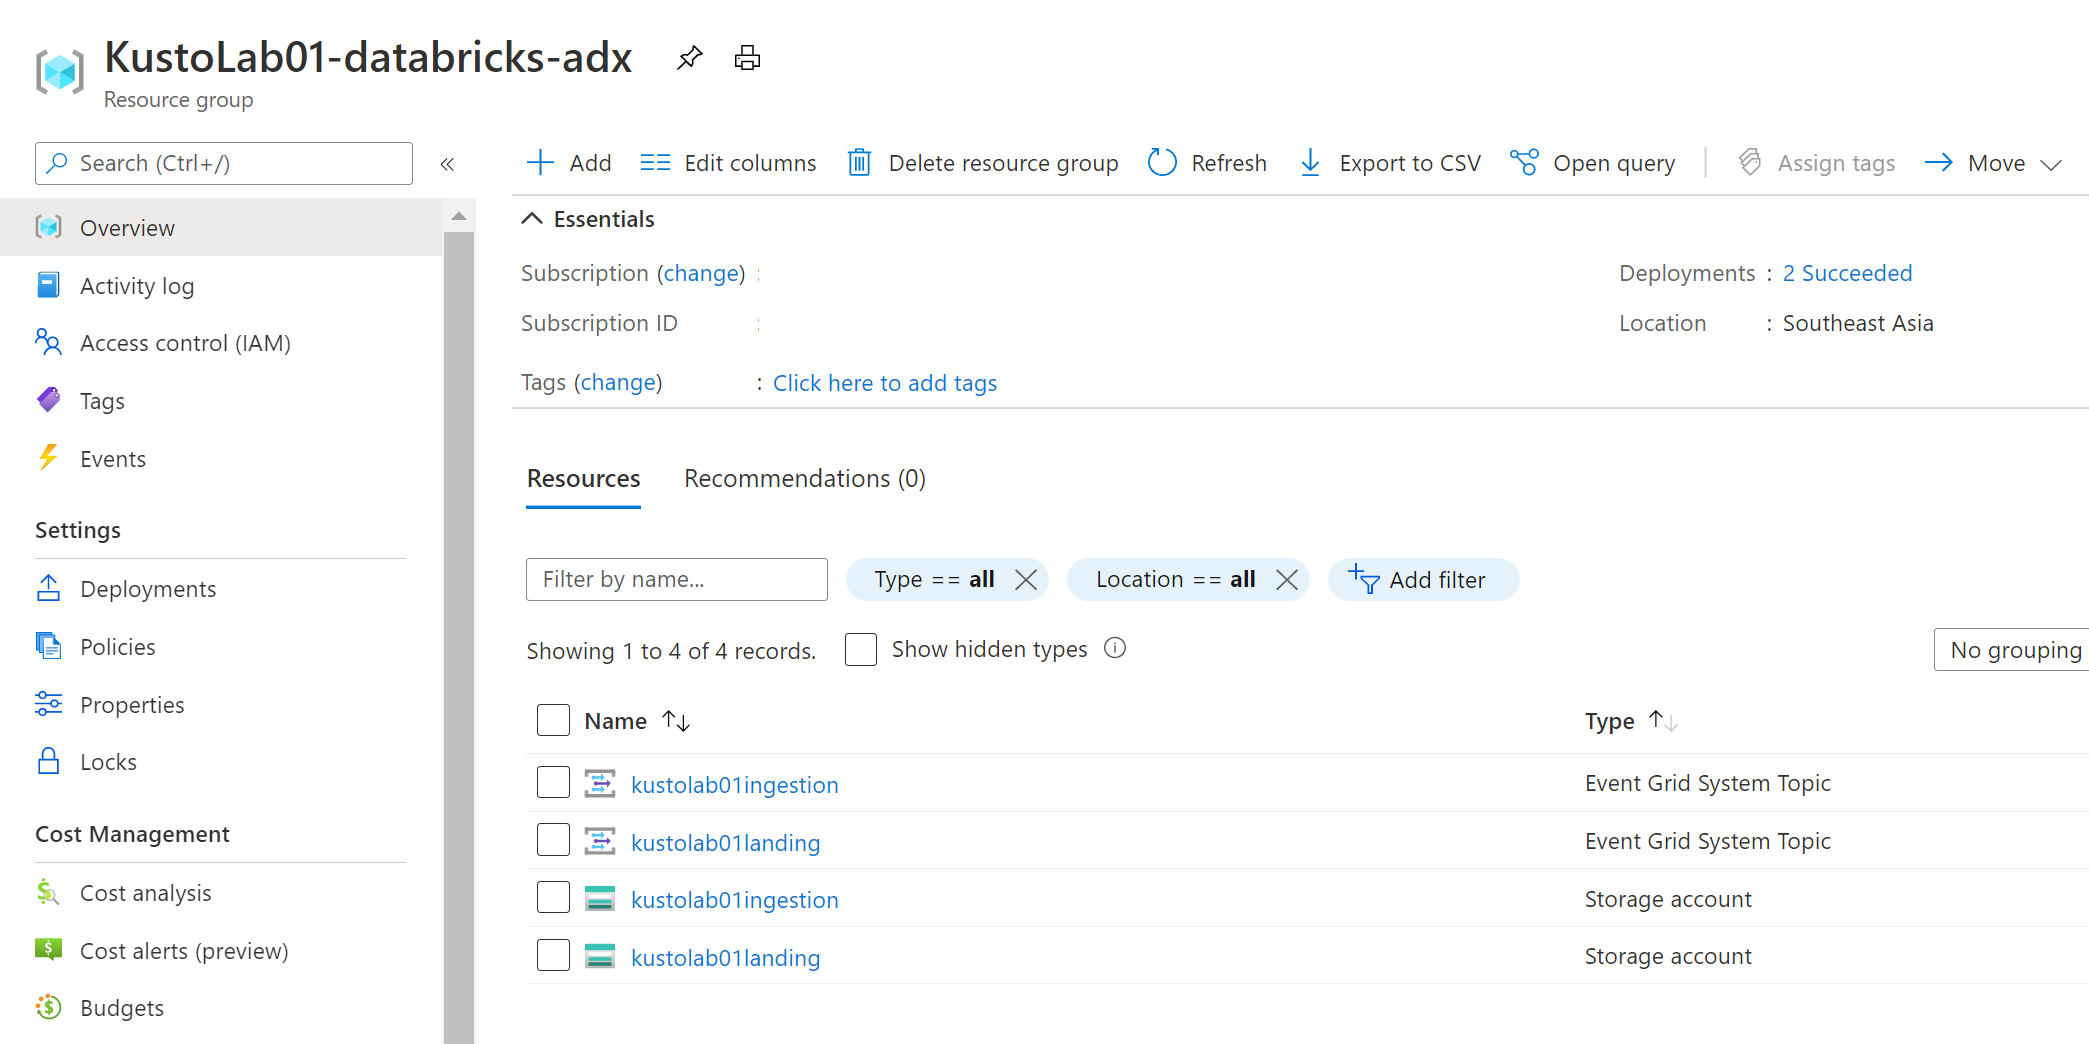 KustoLab01-databricks-adx
Resource group
Search (Ctrl+/)
«
Add
Edit columns
Delete resource group
Refresh
Export to CSV
Open query
Assign tags
Move
Overview
Activity log
Access control (IAM)
Tags
Events
Settings
Deployments
Policies
Properties
Locks
Cost Management
Cost analysis
Cost alerts (preview)
Budgets
Essentials
Subscription (change) :
Deployments : 2 Succeeded
Subscription ID :
Location : Southeast Asia
Tags (change) : Click here to add tags
Resources
Recommendations (0)
Filter by name...
Type == all
Location == all
Add filter
Showing 1 to 4 of 4 records.
Show hidden types
No grouping
Name
Type
kustolab01ingestion
Event Grid System Topic
kustolab01landing
Event Grid System Topic
kustolab01ingestion
Storage account
kustolab01landing
Storage account